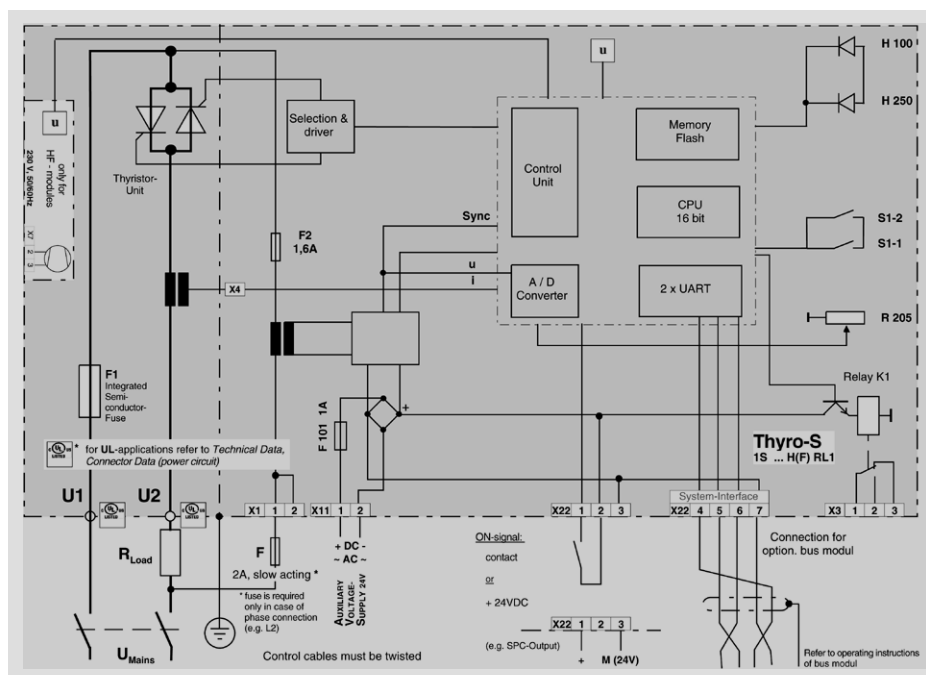 H 100
u
u
H 250
Selection &
driver
Memory
Flash
only for
HF - modules
230 V, 50/60Hz
Thyristor-
Unit
Control
Unit
CPU
16 bit
X7
2
3
Sync
F2
1,6A
S1-2
S1-1
u
i
X4
A / D
Converter
2 x UART
R 205
F1
Integrated
Semi-
conductor-
Fuse
F101 1A
+
Relay K1
Thyro-S
1S ... H(F) RL1
* for UL-applications refer to Technical Data,
Connector Data (power circuit)
U1
U2
System-Interface
X1 1 2
X11 1 2
X22 1 2 3
X22 4 5 6 7
X3 1 2 3
RLoad
F
2A, slow acting *
* fuse is required
only in case of
phase connection
(e.g. L2)
+ DC -
~ AC ~
AUXILIARY
VOLTAGE-
SUPPLY 24V
ON-signal:
contact
or
+ 24VDC
Connection for
option. bus modul
X22 1 2 3
(e.g. SPC-Output)
+ M (24V)
UMains
Control cables must be twisted
Refer to operating instructions
of bus modul